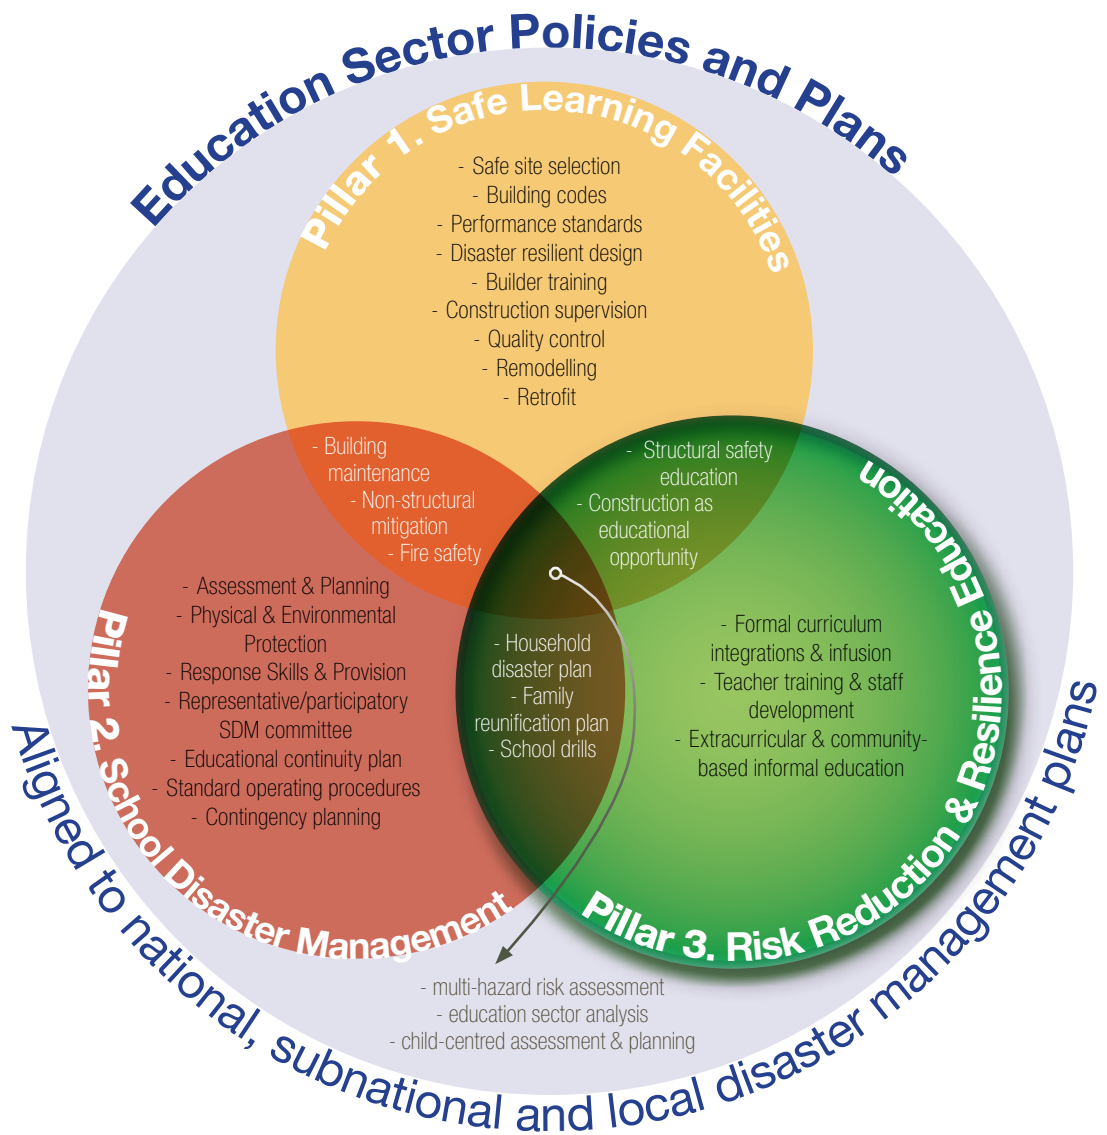 Education Sector Policies and Plans
Pillar 1. Safe Learning Facilities
- Safe site selection
- Building codes
- Performance standards
- Disaster resilient design
- Builder training
- Construction supervision
- Quality control
- Remodelling
- Retrofit
- Building
maintenance
- Non-structural
mitigation
- Fire safety
- Structural safety
education
- Construction as
educational
opportunity
Pillar 2. School Disaster Management
- Assessment & Planning
- Physical & Environmental
Protection
- Response Skills & Provision
- Representative/participatory
SDM committee
- Educational continuity plan
- Standard operating procedures
- Contingency planning
- Household
disaster plan
- Family
reunification plan
- School drills
Pillar 3. Risk Reduction & Resilience Education
- Formal curriculum
integrations & infusion
- Teacher training & staff
development
- Extracurricular & community-
based informal education
- multi-hazard risk assessment
- education sector analysis
- child-centred assessment & planning
Aligned to national, subnational and local disaster management plans